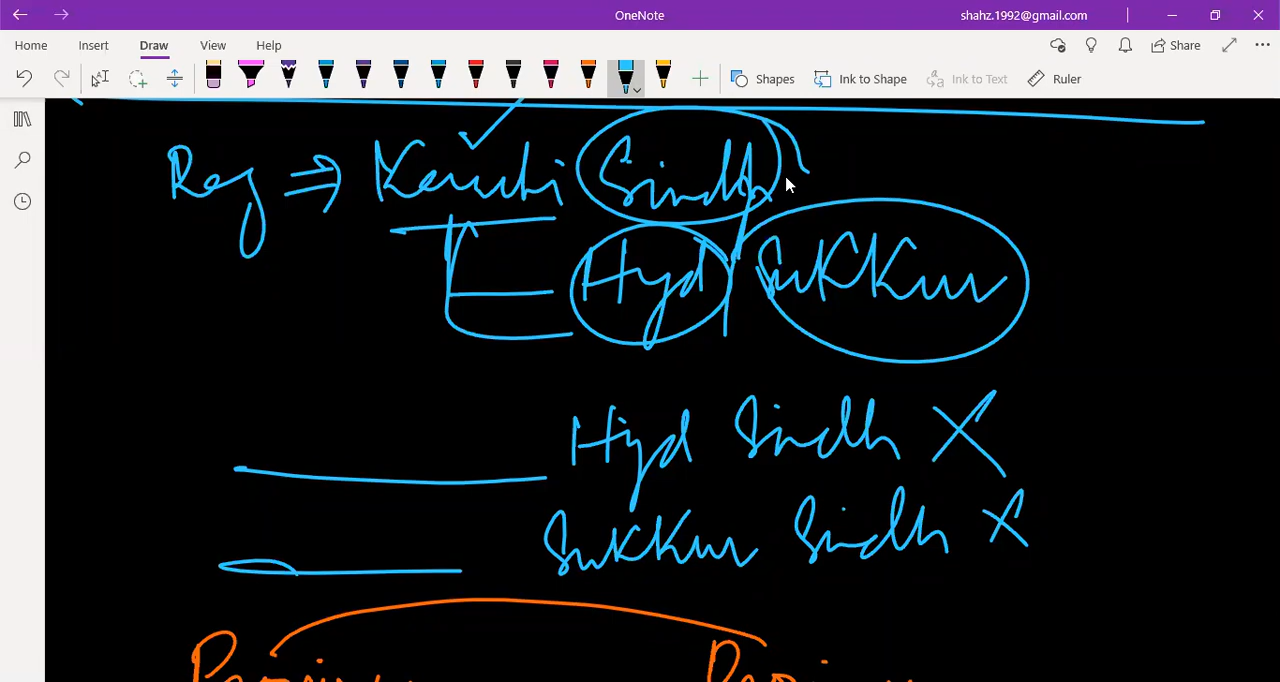 OneNote
shahz.1992@gmail.com
Home Insert Draw View Help
Share
Shapes Ink to Shape Ink to Text Ruler
Reg ⇒ Karachi Sindh
Hyd Sukkur
Hyd Sindh X
Sukkur Sindh X